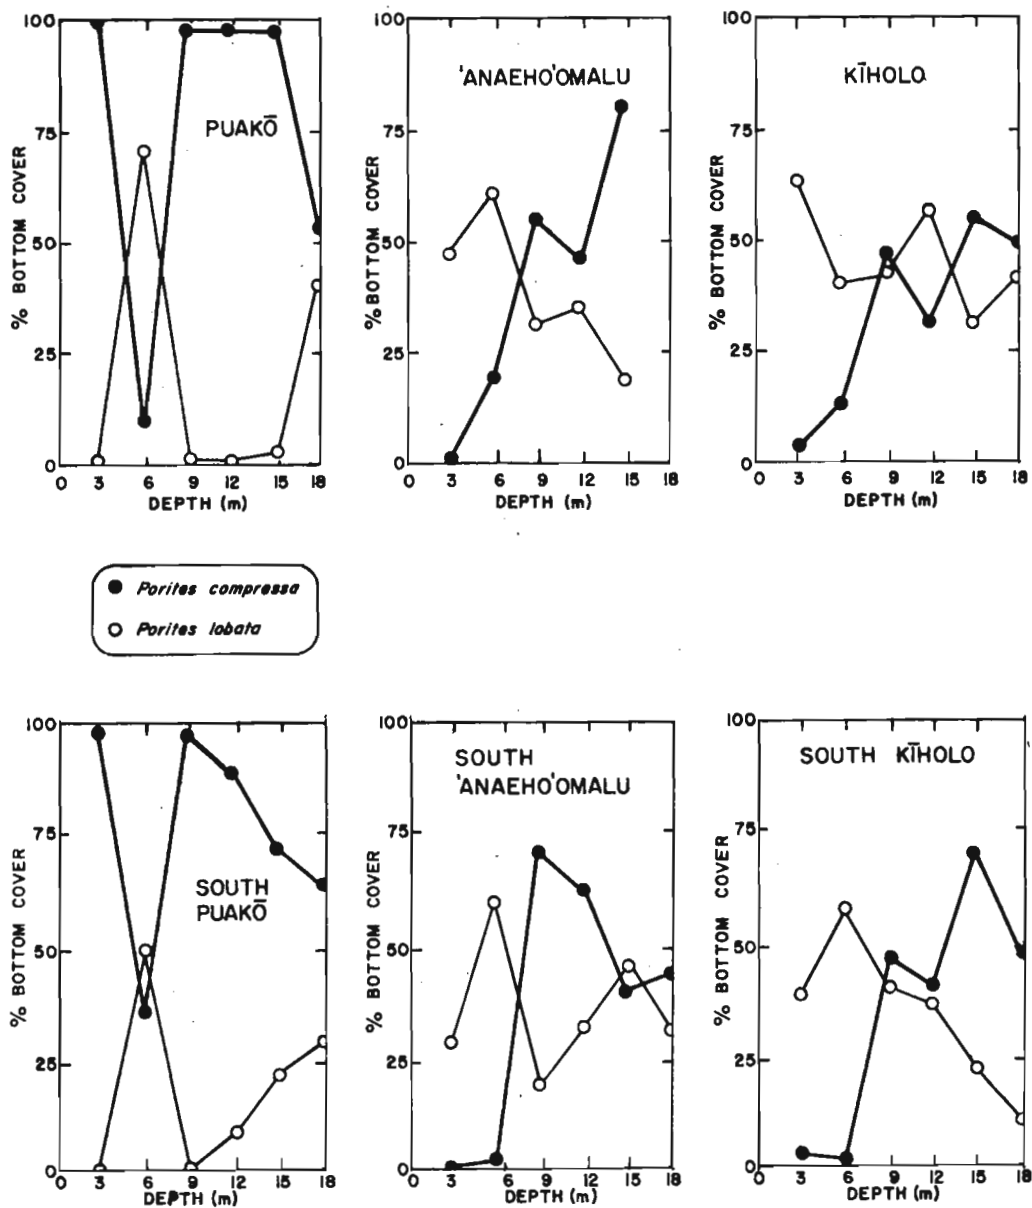 100
75
50
25
0
% BOTTOM COVER
PUAKŌ
0 3 6 9 12 15 18
DEPTH (m)
100
75
50
25
0
% BOTTOM COVER
'ANAEHO'OMALU
0 3 6 9 12 15 18
DEPTH (m)
100
75
50
25
0
% BOTTOM COVER
KĪHOLO
0 3 6 9 12 15 18
DEPTH (m)
Porites compressa
Porites lobata
100
75
50
25
0
% BOTTOM COVER
SOUTH
PUAKŌ
0 3 6 9 12 15 18
DEPTH (m)
100
75
50
25
0
% BOTTOM COVER
SOUTH
'ANAEHO'OMALU
0 3 6 9 12 15 18
DEPTH (m)
100
75
50
25
0
% BOTTOM COVER
SOUTH KĪHOLO
0 3 6 9 12 15 18
DEPTH (m)